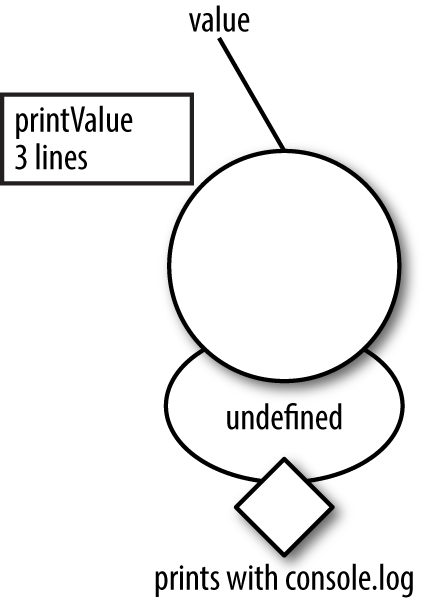 value
printValue
3 lines
undefined
prints with console.log